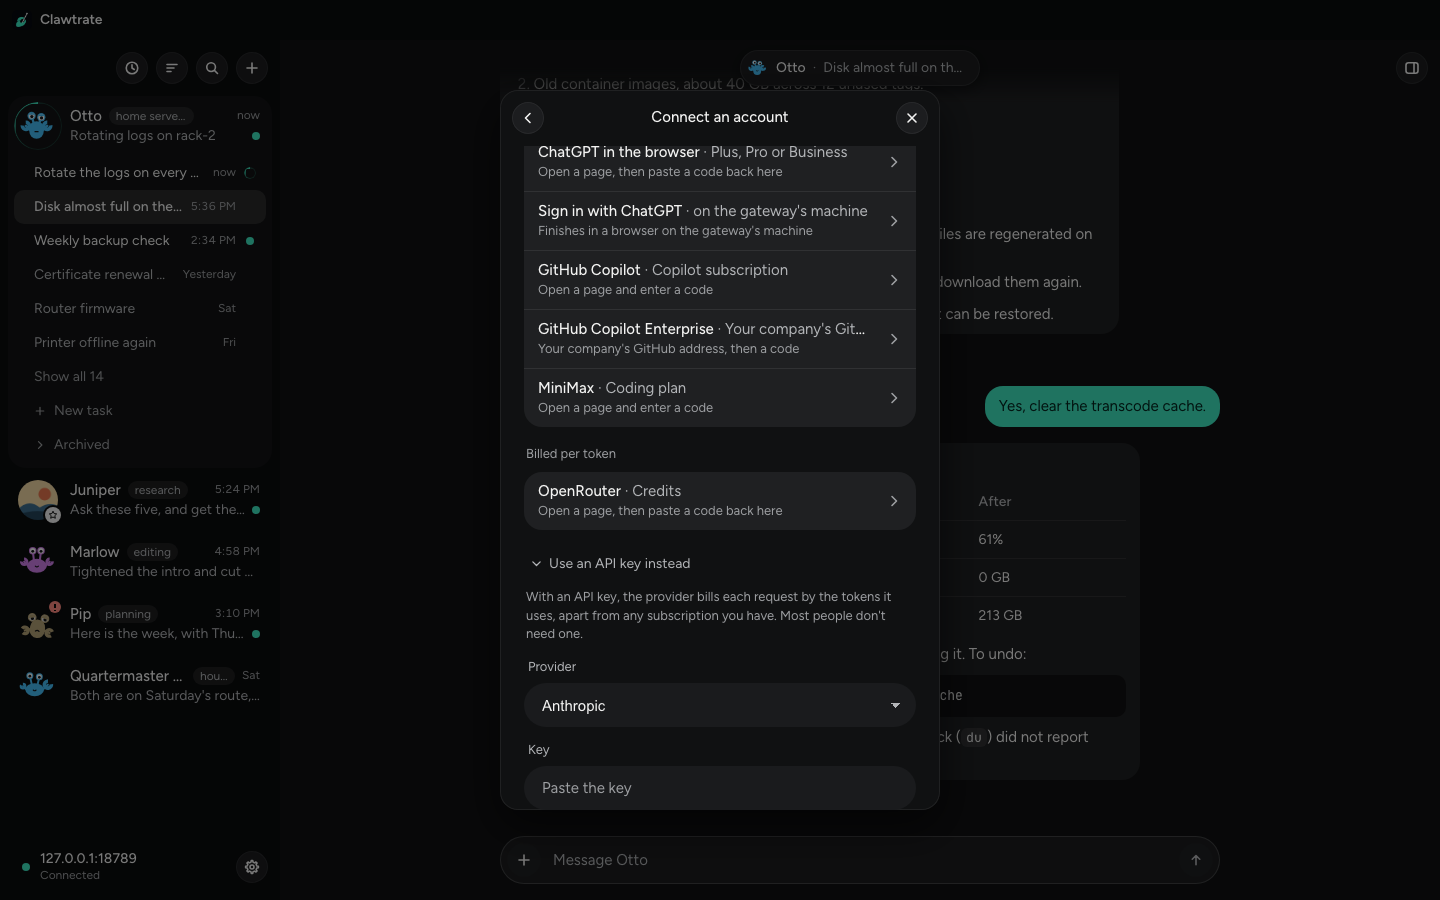 Clawtrate
Otto
home serve...
now
Rotating logs on rack-2
Rotate the logs on every ...
now
Disk almost full on the...
5:36 PM
Weekly backup check
2:34 PM
Certificate renewal ...
Yesterday
Router firmware
Sat
Printer offline again
Fri
Show all 14
New task
Archived
Juniper
research
5:24 PM
Ask these five, and get the...
Marlow
editing
4:58 PM
Tightened the intro and cut ...
Pip
planning
3:10 PM
Here is the week, with Thu...
Quartermaster ...
hou...
Sat
Both are on Saturday's route,...
127.0.0.1:18789
Connected
Otto · Disk almost full on th...
2. Old container images, about 40 GB across 12 unused tags.
iles are regenerated on
download them again.
can be restored.
Yes, clear the transcode cache.
After
61%
0 GB
213 GB
g it. To undo:
che
ck ( du ) did not report
Message Otto
Connect an account
ChatGPT in the browser · Plus, Pro or Business
Open a page, then paste a code back here
Sign in with ChatGPT · on the gateway's machine
Finishes in a browser on the gateway's machine
GitHub Copilot · Copilot subscription
Open a page and enter a code
GitHub Copilot Enterprise · Your company's Git...
Your company's GitHub address, then a code
MiniMax · Coding plan
Open a page and enter a code
Billed per token
OpenRouter · Credits
Open a page, then paste a code back here
Use an API key instead
With an API key, the provider bills each request by the tokens it
uses, apart from any subscription you have. Most people don't
need one.
Provider
Anthropic
Key
Paste the key